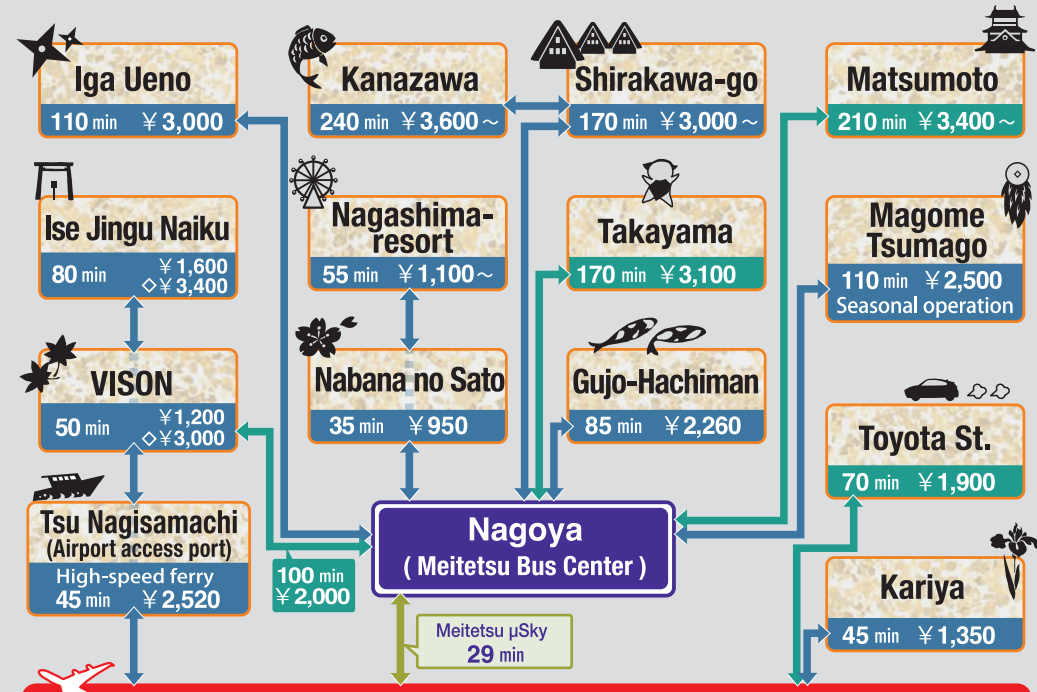 Iga Ueno
110 min ￥3,000
Kanazawa
240 min ￥3,600～
Shirakawa-go
170 min ￥3,000～
Matsumoto
210 min ￥3,400～
Ise Jingu Naiku
80 min ￥1,600
◇￥3,400
Nagashima-
resort
55 min ￥1,100～
Takayama
170 min ￥3,100
Magome
Tsumago
110 min ￥2,500
Seasonal operation
VISON
50 min ￥1,200
◇￥3,000
Nabana no Sato
35 min ￥950
Gujo-Hachiman
85 min ￥2,260
Toyota St.
70 min ￥1,900
Tsu Nagisamachi
(Airport access port)
High-speed ferry
45 min ￥2,520
100 min
￥2,000
Nagoya
( Meitetsu Bus Center )
Kariya
45 min ￥1,350
Meitetsu μSky
29 min